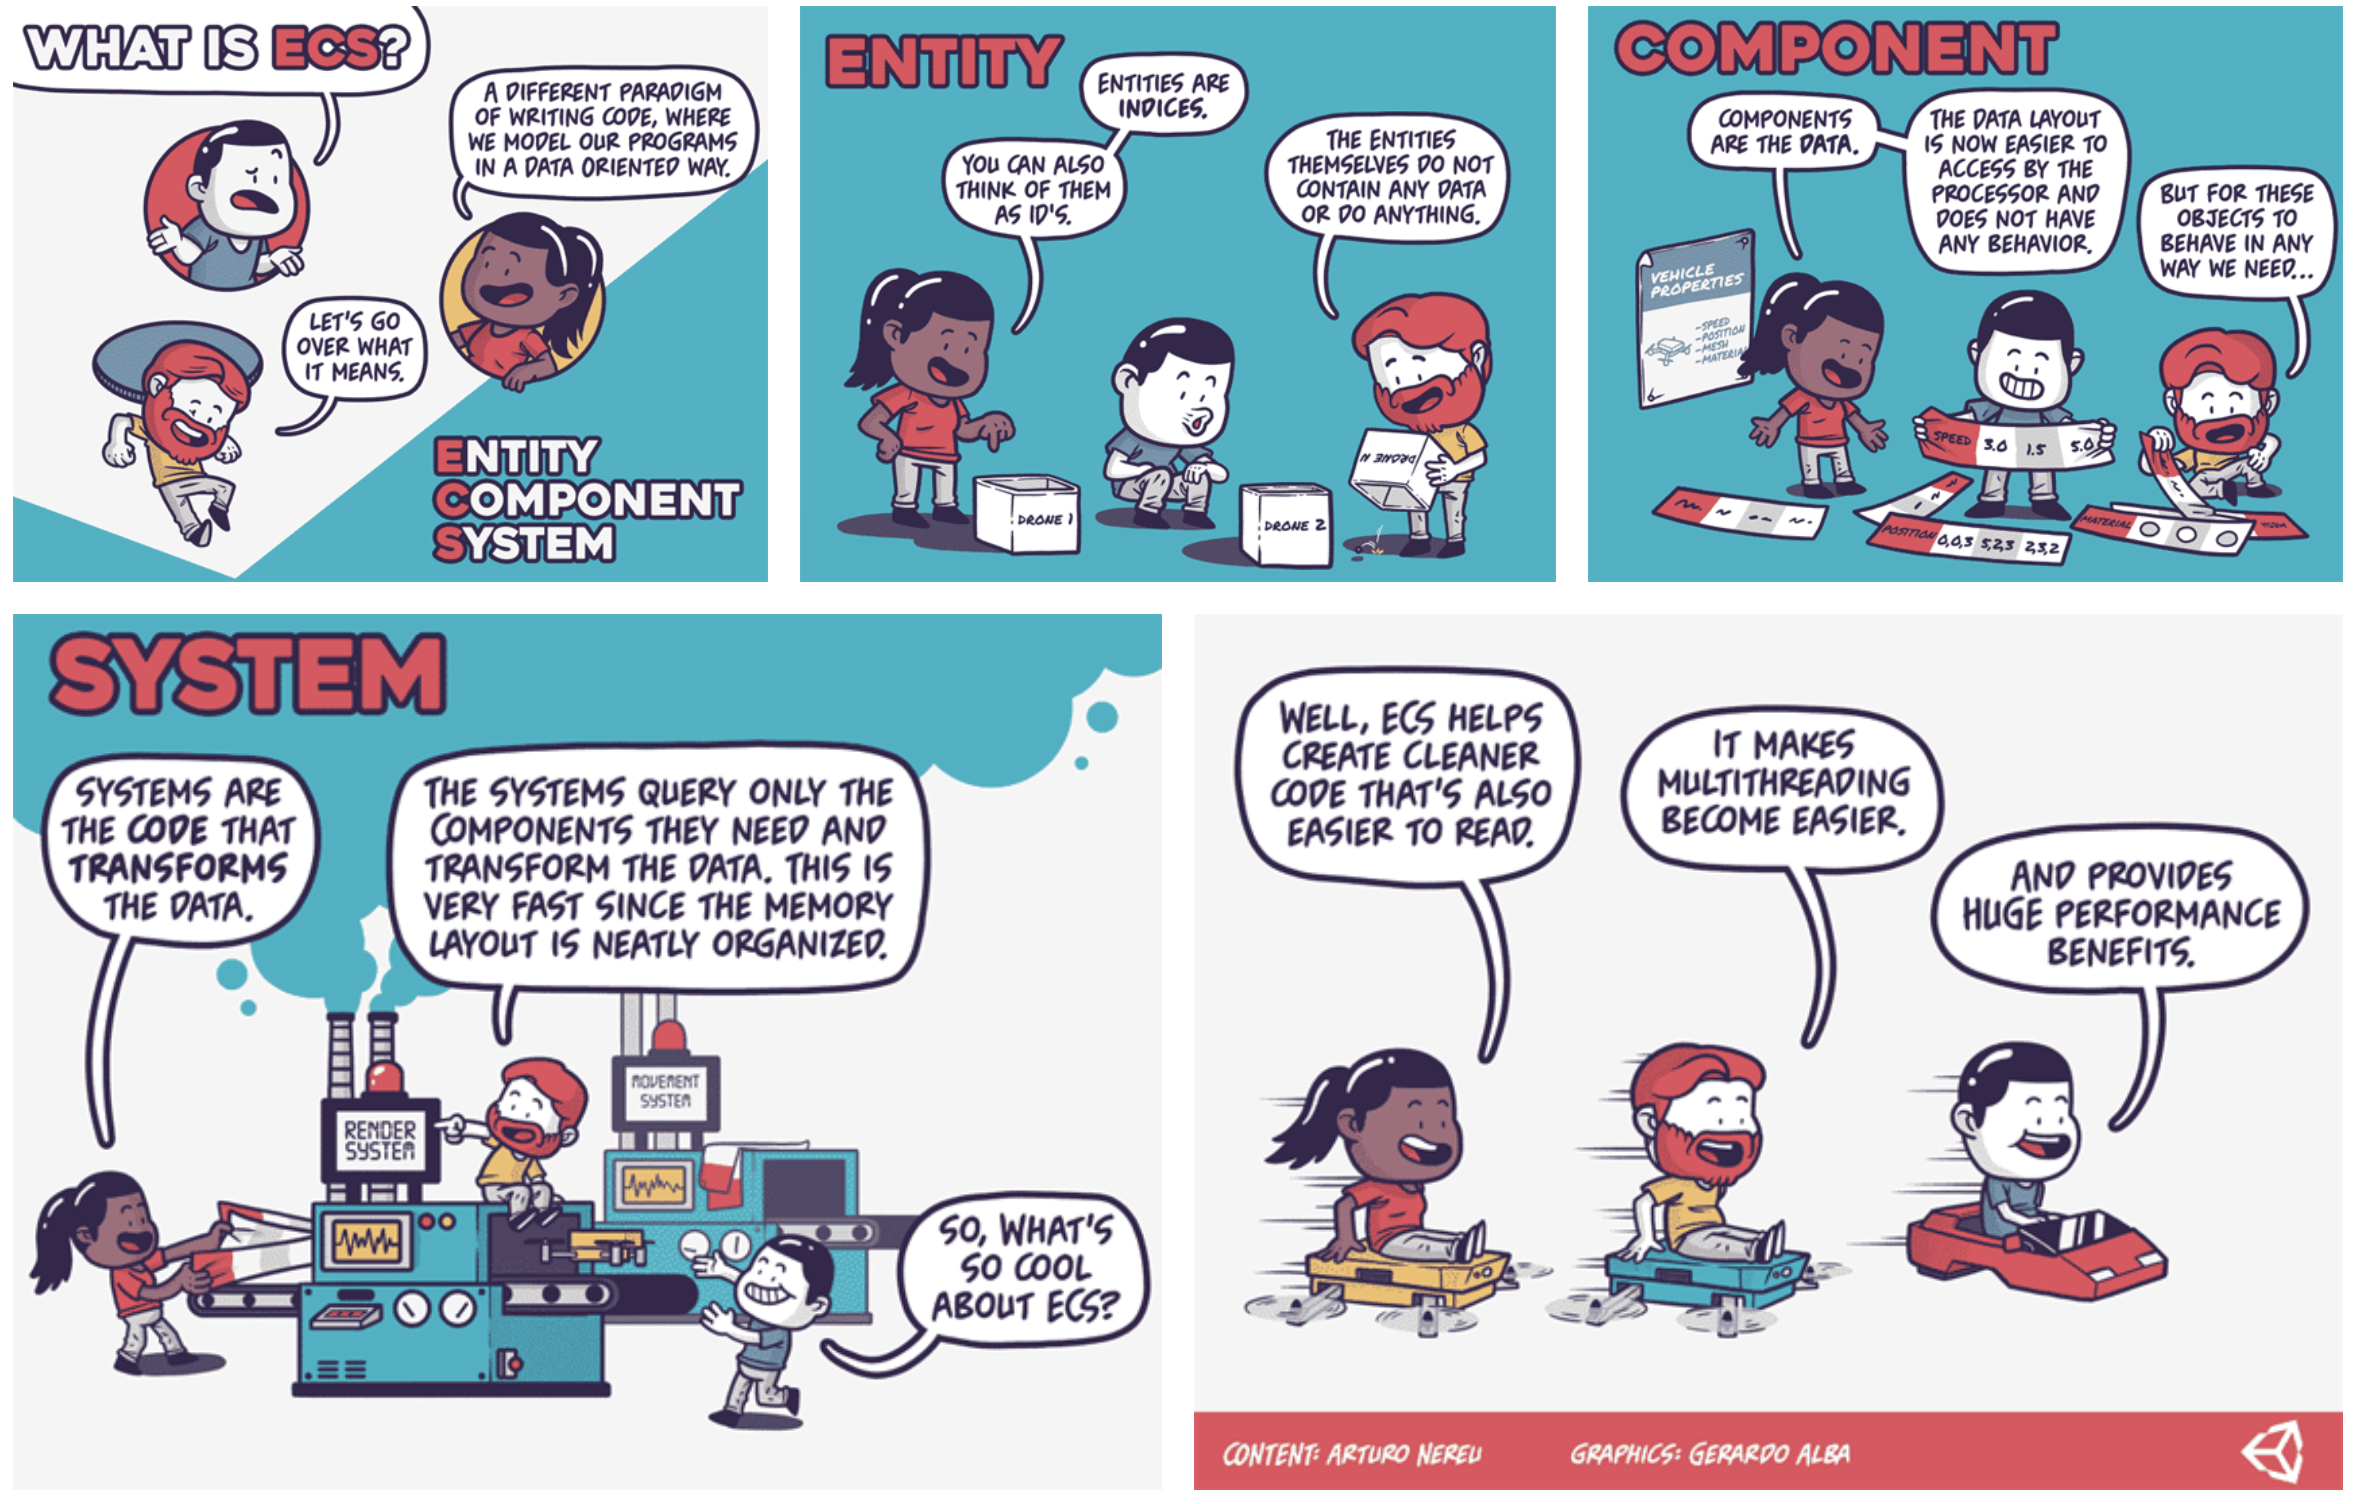 WHAT IS ECS?
A DIFFERENT PARADIGM
OF WRITING CODE, WHERE
WE MODEL OUR PROGRAMS
IN A DATA ORIENTED WAY.
LET'S GO
OVER WHAT
IT MEANS.
ENTITY
COMPONENT
SYSTEM
ENTITY
ENTITIES ARE
INDICES.
YOU CAN ALSO
THINK OF THEM
AS ID'S.
THE ENTITIES
THEMSELVES DO NOT
CONTAIN ANY DATA
OR DO ANYTHING.
DRONE 1
DRONE 2
DRONE N
COMPONENT
COMPONENTS
ARE THE DATA.
THE DATA LAYOUT
IS NOW EASIER TO
ACCESS BY THE
PROCESSOR AND
DOES NOT HAVE
ANY BEHAVIOR.
BUT FOR THESE
OBJECTS TO
BEHAVE IN ANY
WAY WE NEED...
VEHICLE
PROPERTIES
-SPEED
-POSITION
-MESH
-MATERIAL
SPEED 3.0 1.5 5.0
POSITION 0,0,3 5,2,3 2,3,2
MATERIAL
SYSTEM
SYSTEMS ARE
THE CODE THAT
TRANSFORMS
THE DATA.
THE SYSTEMS QUERY ONLY THE
COMPONENTS THEY NEED AND
TRANSFORM THE DATA. THIS IS
VERY FAST SINCE THE MEMORY
LAYOUT IS NEATLY ORGANIZED.
RENDER
SYSTEM
MOVEMENT
SYSTEM
SO, WHAT'S
SO COOL
ABOUT ECS?
WELL, ECS HELPS
CREATE CLEANER
CODE THAT'S ALSO
EASIER TO READ.
IT MAKES
MULTITHREADING
BECOME EASIER.
AND PROVIDES
HUGE PERFORMANCE
BENEFITS.
CONTENT: ARTURO NEREU
GRAPHICS: GERARDO ALBA